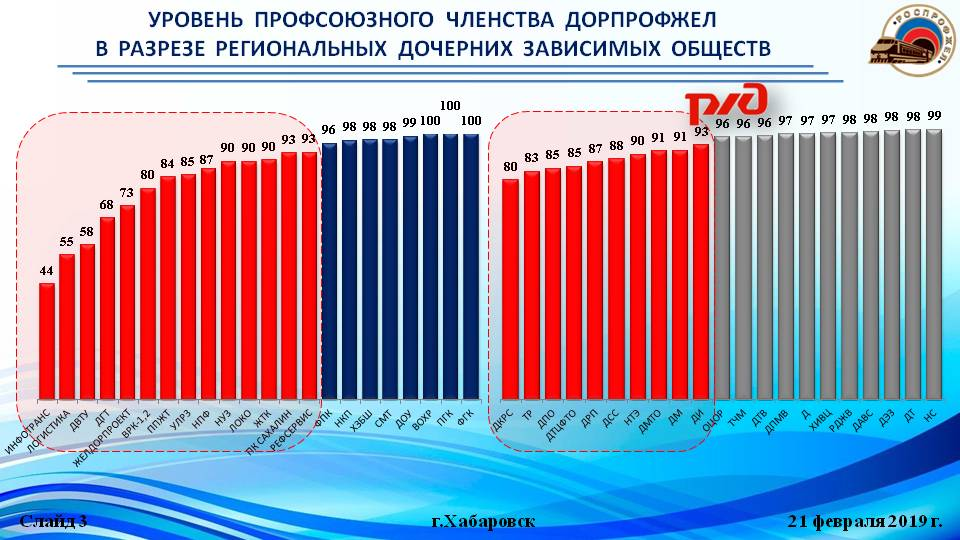 УРОВЕНЬ ПРОФСОЮЗНОГО ЧЛЕНСТВА ДОРПРОФЖЕЛ
В РАЗРЕЗЕ РЕГИОНАЛЬНЫХ ДОЧЕРНИХ ЗАВИСИМЫХ ОБЩЕСТВ
РОСПРОФЖЕЛ
44 55 58 68 73 80 84 85 87 90 90 90 93 93 96 98 98 98 99 100 100 100
ИНФОТРАНС ЛОГИСТИКА ДВТУ ДГТ ЖЕЛДОРПРОЕКТ ВРК-1,2 ППЖТ УЛРЗ НПФ НУЗ ЛОКО ЖТК ПК САХАЛИН РЕФСЕРВИС ФПК НКП ХЗБШ СМТ ДОУ ВОХР ПГК ФГК
РЖД
80 83 85 85 87 88 90 91 91 93 96 96 96 97 97 97 98 98 98 98 99
ДКРС ТР ДПО ДТЦФТО ДРП ДСС НТЭ ДМТО ДМ ДИ ОЦОР ТЧМ ДТВ ДПМВ Д ХИВЦ РДЖВ ДАВС ДЭЗ ДТ НС
Слайд 3
г.Хабаровск
21 февраля 2019 г.